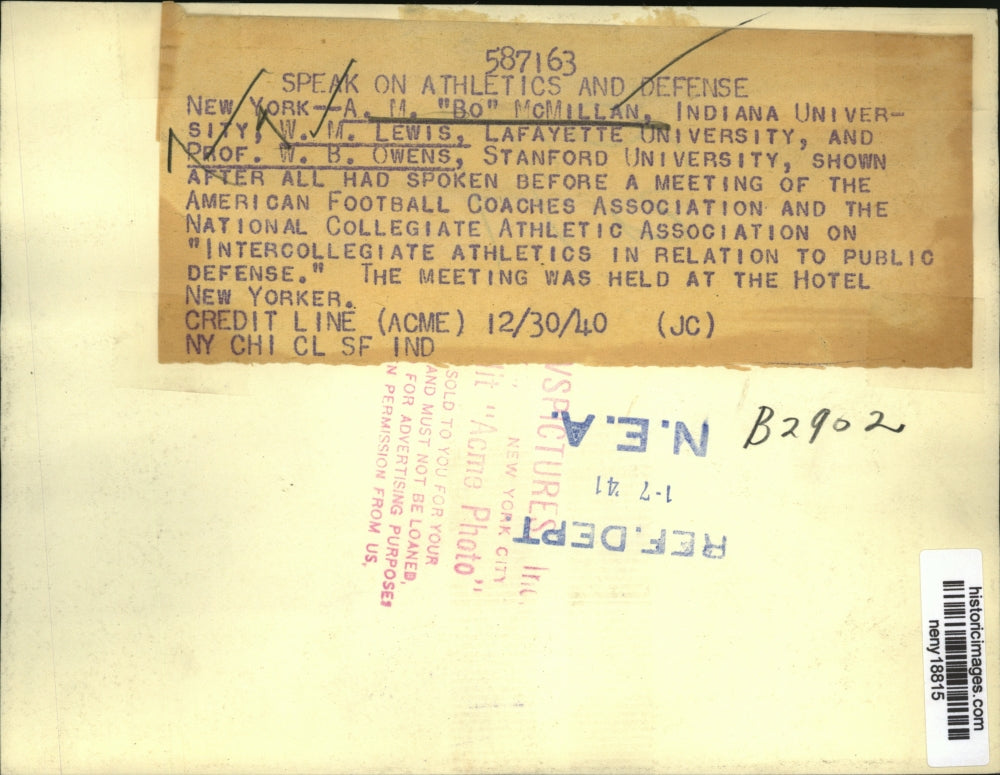 587163
SPEAK ON ATHLETICS AND DEFENSE
NEW YORK--A. M. "BO" MCMILLAN, INDIANA UNIVER-
SITY, W. M. LEWIS, LAFAYETTE UNIVERSITY, AND
PROF. W. B. OWENS, STANFORD UNIVERSITY, SHOWN
AFTER ALL HAD SPOKEN BEFORE A MEETING OF THE
AMERICAN FOOTBALL COACHES ASSOCIATION AND THE
NATIONAL COLLEGIATE ATHLETIC ASSOCIATION ON
"INTERCOLLEGIATE ATHLETICS IN RELATION TO PUBLIC
DEFENSE." THE MEETING WAS HELD AT THE HOTEL
NEW YORKER.
CREDIT LINE (ACME) 12/30/40 (JC)
NY CHI CL SF IND
B2902
N.E.A.
1-7 '41
REF. DEPT
VSPICTURES Inc.
NEW YORK CITY
it "Acme Photo"
SOLD TO YOU FOR YOUR
AND MUST NOT BE LOANED,
FOR ADVERTISING PURPOSES
N PERMISSION FROM US.
historicimages.com
neny18815